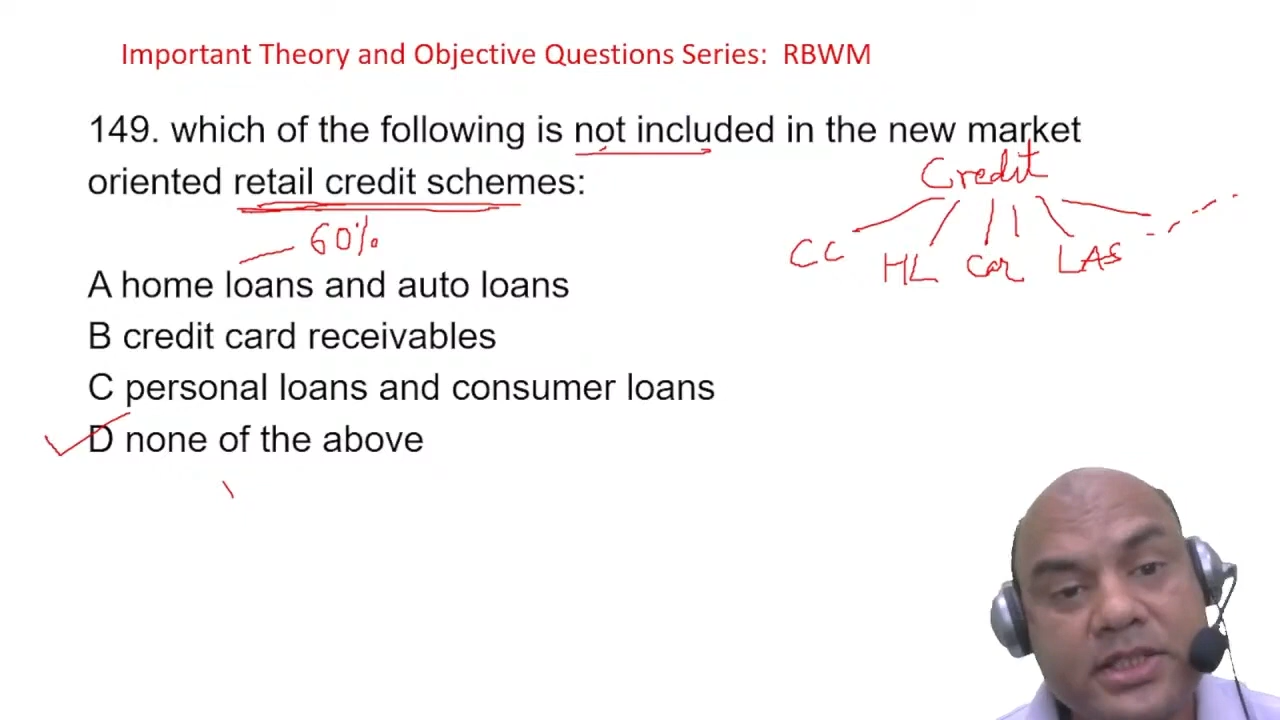 Important Theory and Objective Questions Series: RBWM
149. which of the following is not included in the new market
oriented retail credit schemes:
Credit
60%
CC HL Car LAS
A home loans and auto loans
B credit card receivables
C personal loans and consumer loans
D none of the above